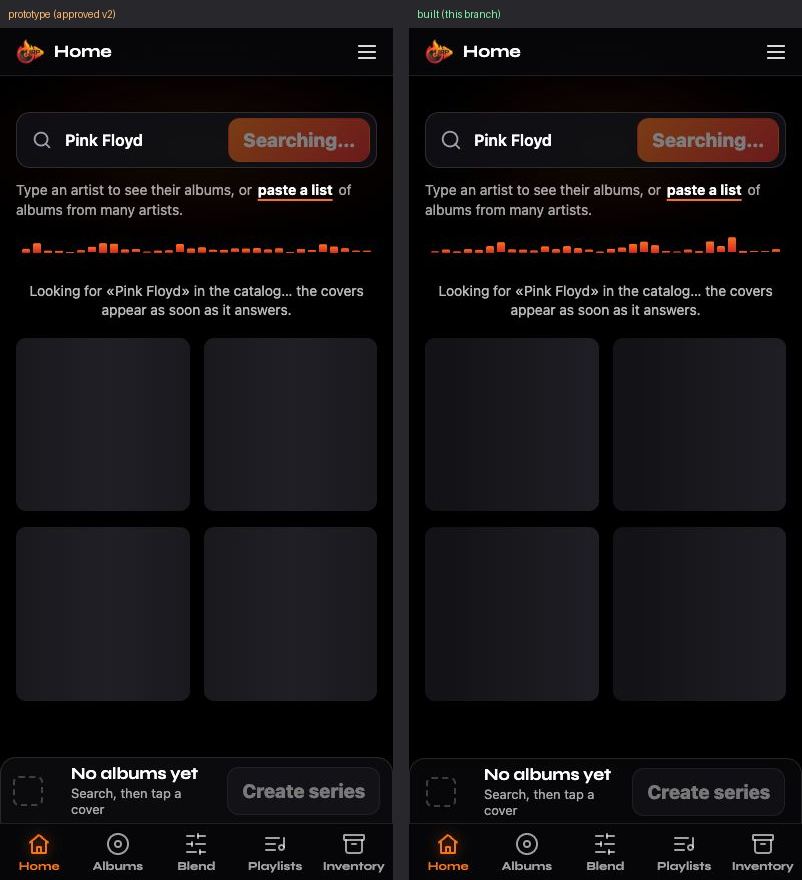 prototype (approved v2)
Home
Pink Floyd
Searching...
Type an artist to see their albums, or paste a list of
albums from many artists.
Looking for «Pink Floyd» in the catalog... the covers
appear as soon as it answers.
No albums yet
Search, then tap a
cover
Create series
Home
Albums
Blend
Playlists
Inventory
built (this branch)
Home
Pink Floyd
Searching...
Type an artist to see their albums, or paste a list of
albums from many artists.
Looking for «Pink Floyd» in the catalog... the covers
appear as soon as it answers.
No albums yet
Search, then tap a
cover
Create series
Home
Albums
Blend
Playlists
Inventory